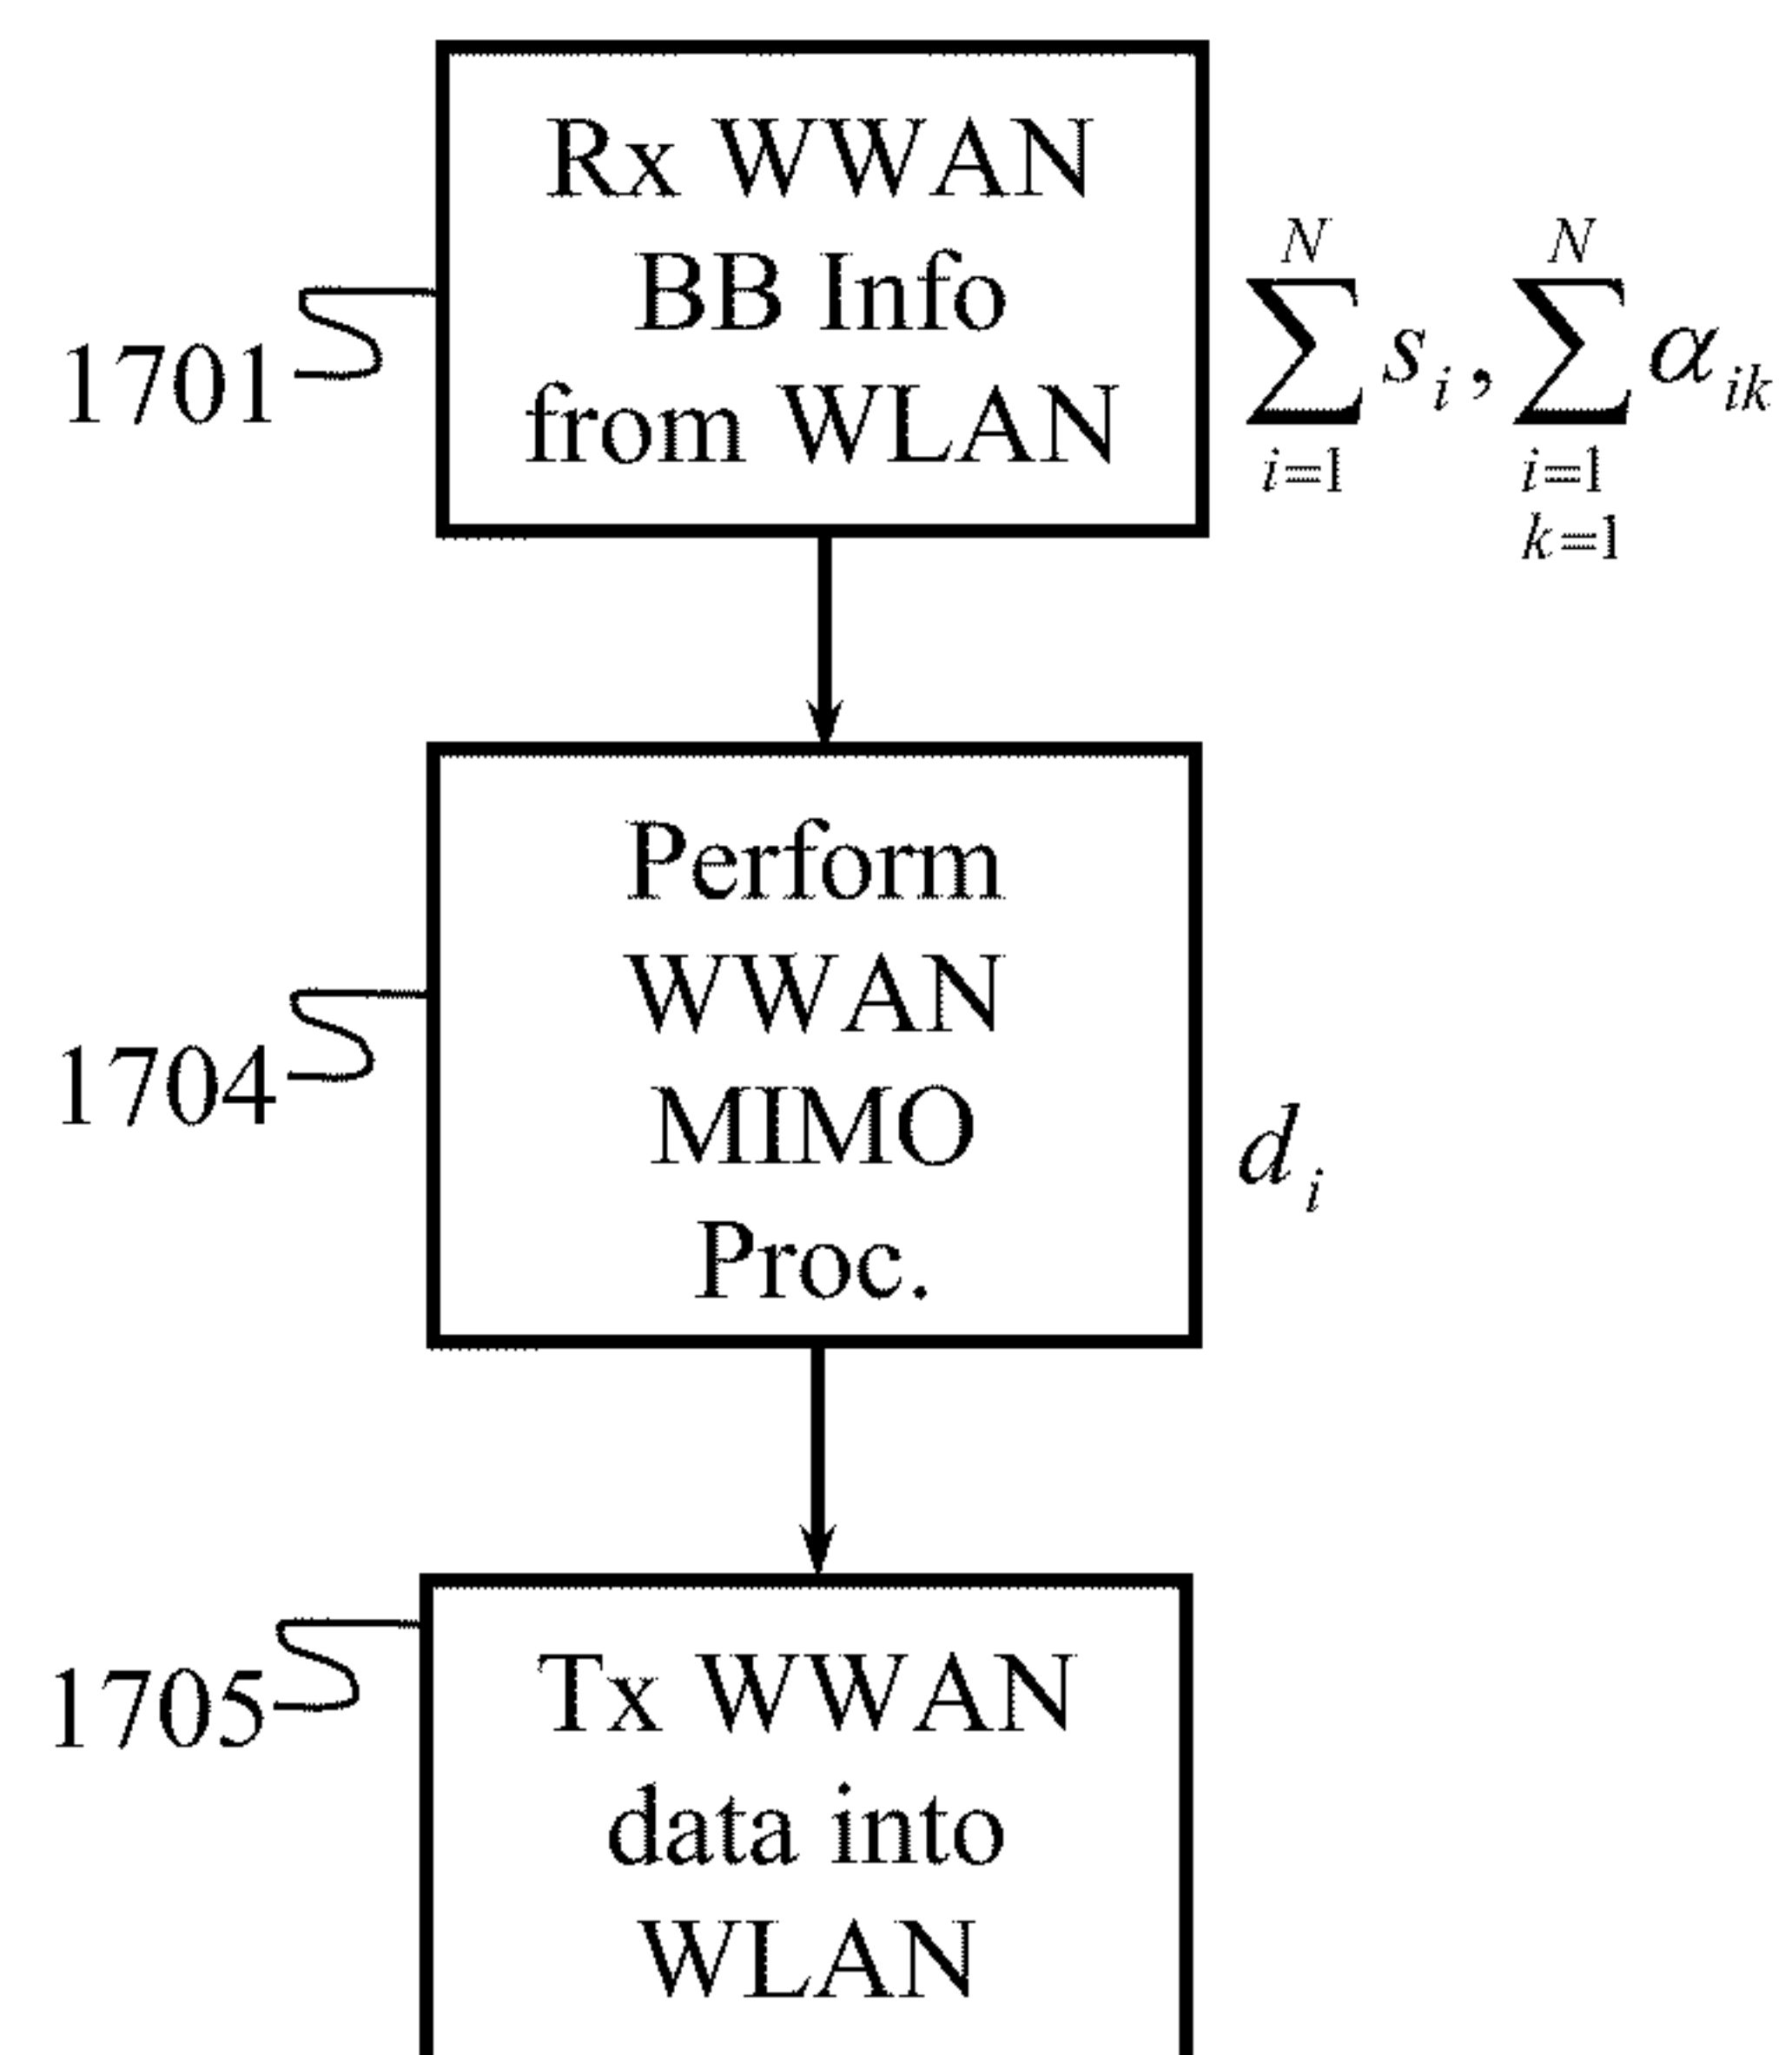 Rx WWAN
BB Info
from WLAN
1701
N N
∑ s_i, ∑ α_ik
i=1 i=1
k=1
Perform
WWAN
MIMO
Proc.
1704
d_i
Tx WWAN
data into
WLAN
1705